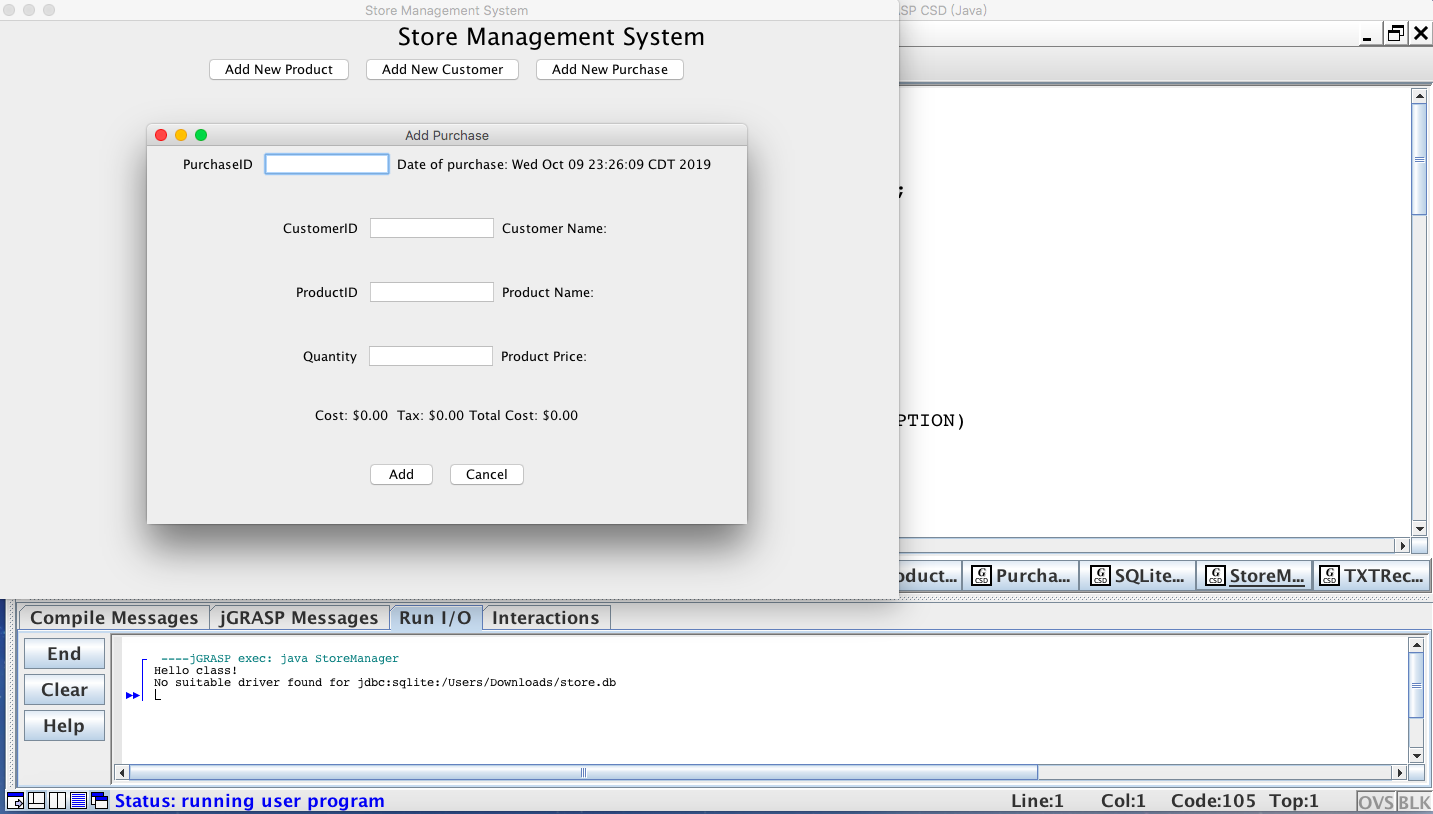 Store Management System
SP CSD (Java)
Store Management System
Add New Product Add New Customer Add New Purchase
Add Purchase
PurchaseID Date of purchase: Wed Oct 09 23:26:09 CDT 2019
;
CustomerID Customer Name:
ProductID Product Name:
Quantity Product Price:
Cost: $0.00 Tax: $0.00 Total Cost: $0.00
PTION)
Add Cancel
oduct... Purcha... SQLite... StoreM... TXTRec...
G CSD G CSD G CSD G CSD
Compile Messages jGRASP Messages Run I/O Interactions
End
Clear
Help
----jGRASP exec: java StoreManager
Hello class!
No suitable driver found for jdbc:sqlite:/Users/Downloads/store.db
Status: running user program Line:1 Col:1 Code:105 Top:1 OVS BLK